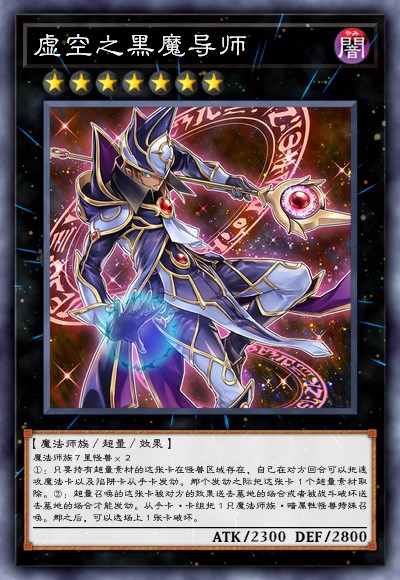 虚空之黑魔导师
やみ
闇
【魔法师族／超量／效果】
魔法师族７星怪兽×２
①：只要持有超量素材的这张卡在怪兽区域存在，自己在对方回合可以把速
攻魔法卡以及陷阱卡从手卡发动。那个发动之际把这张卡１个超量素材取
除。②：超量召唤的这张卡被对方的效果送去墓地的场合或者被战斗破坏送
去墓地的场合才能发动。从手卡·卡组把１只魔法师族·暗属性怪兽特殊召
唤。那之后，可以选场上１张卡破坏。
ATK/2300 DEF/2800